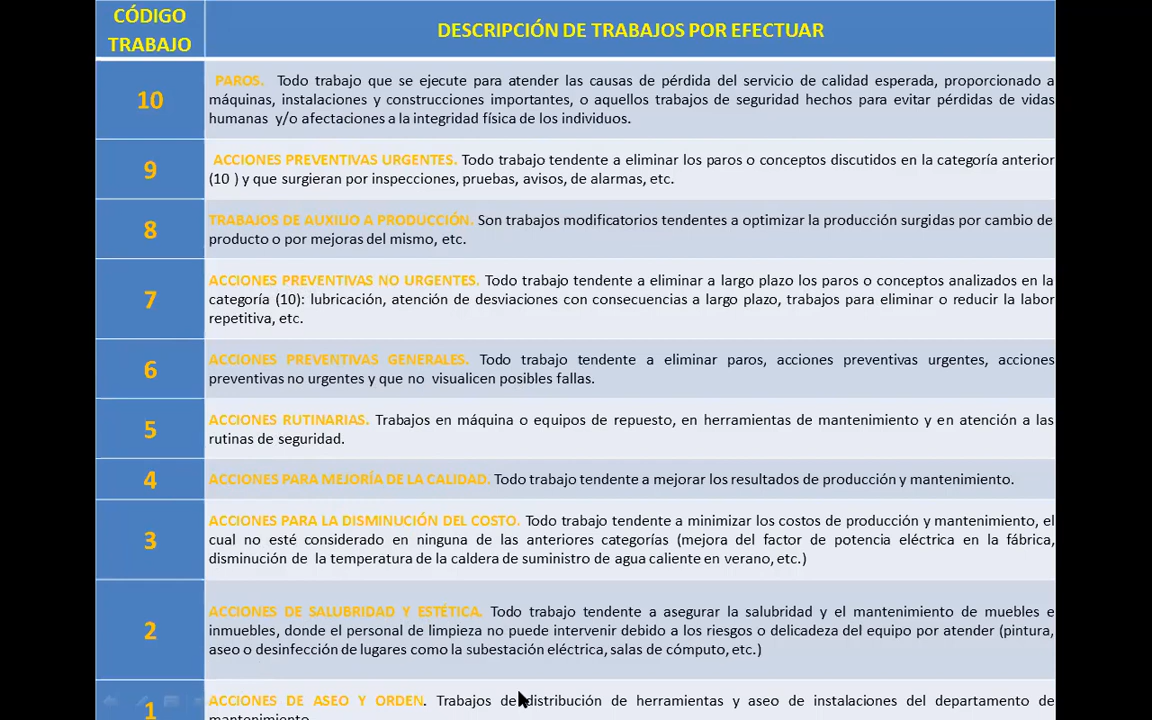 CÓDIGO
TRABAJO
DESCRIPCIÓN DE TRABAJOS POR EFECTUAR
10
PAROS. Todo trabajo que se ejecute para atender las causas de pérdida del servicio de calidad esperada, proporcionado a
máquinas, instalaciones y construcciones importantes, o aquellos trabajos de seguridad hechos para evitar pérdidas de vidas
humanas y/o afectaciones a la integridad física de los individuos.
9
ACCIONES PREVENTIVAS URGENTES. Todo trabajo tendente a eliminar los paros o conceptos discutidos en la categoría anterior
(10 ) y que surgieran por inspecciones, pruebas, avisos, de alarmas, etc.
8
TRABAJOS DE AUXILIO A PRODUCCIÓN. Son trabajos modificatorios tendentes a optimizar la producción surgidas por cambio de
producto o por mejoras del mismo, etc.
7
ACCIONES PREVENTIVAS NO URGENTES. Todo trabajo tendente a eliminar a largo plazo los paros o conceptos analizados en la
categoría (10): lubricación, atención de desviaciones con consecuencias a largo plazo, trabajos para eliminar o reducir la labor
repetitiva, etc.
6
ACCIONES PREVENTIVAS GENERALES. Todo trabajo tendente a eliminar paros, acciones preventivas urgentes, acciones
preventivas no urgentes y que no visualicen posibles fallas.
5
ACCIONES RUTINARIAS. Trabajos en máquina o equipos de repuesto, en herramientas de mantenimiento y en atención a las
rutinas de seguridad.
4
ACCIONES PARA MEJORÍA DE LA CALIDAD. Todo trabajo tendente a mejorar los resultados de producción y mantenimiento.
3
ACCIONES PARA LA DISMINUCIÓN DEL COSTO. Todo trabajo tendente a minimizar los costos de producción y mantenimiento, el
cual no esté considerado en ninguna de las anteriores categorías (mejora del factor de potencia eléctrica en la fábrica,
disminución de la temperatura de la caldera de suministro de agua caliente en verano, etc.)
2
ACCIONES DE SALUBRIDAD Y ESTÉTICA. Todo trabajo tendente a asegurar la salubridad y el mantenimiento de muebles e
inmuebles, donde el personal de limpieza no puede intervenir debido a los riesgos o delicadeza del equipo por atender (pintura,
aseo o desinfección de lugares como la subestación eléctrica, salas de cómputo, etc.)
1
ACCIONES DE ASEO Y ORDEN. Trabajos de distribución de herramientas y aseo de instalaciones del departamento de
mantenimiento.